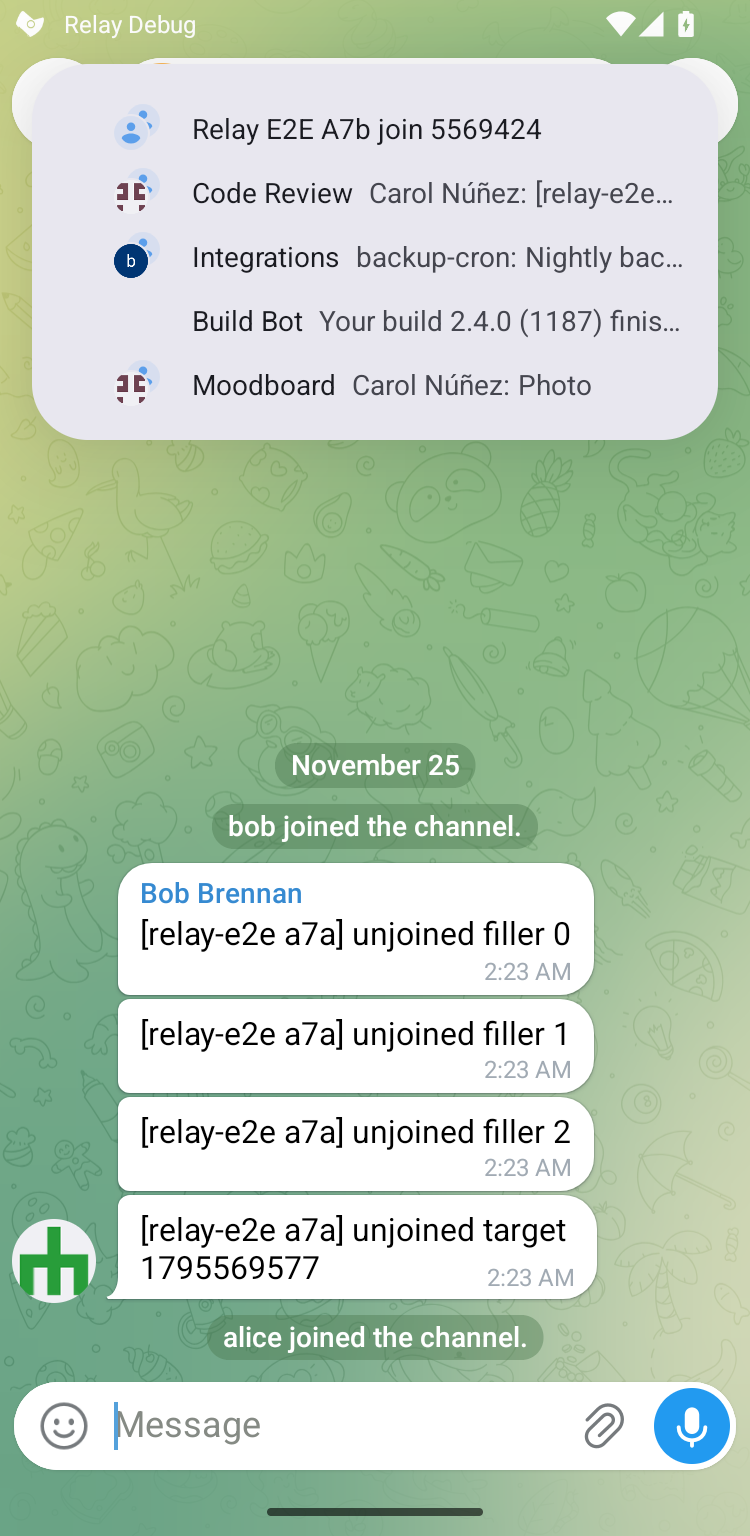 Relay Debug
Relay E2E A7b join 5569424
Code Review Carol Núñez: [relay-e2e…
b
Integrations backup-cron: Nightly bac…
Build Bot Your build 2.4.0 (1187) finis…
Moodboard Carol Núñez: Photo
November 25
bob joined the channel.
Bob Brennan
[relay-e2e a7a] unjoined filler 0
2:23 AM
[relay-e2e a7a] unjoined filler 1
2:23 AM
[relay-e2e a7a] unjoined filler 2
2:23 AM
[relay-e2e a7a] unjoined target
1795569577 2:23 AM
alice joined the channel.
Message